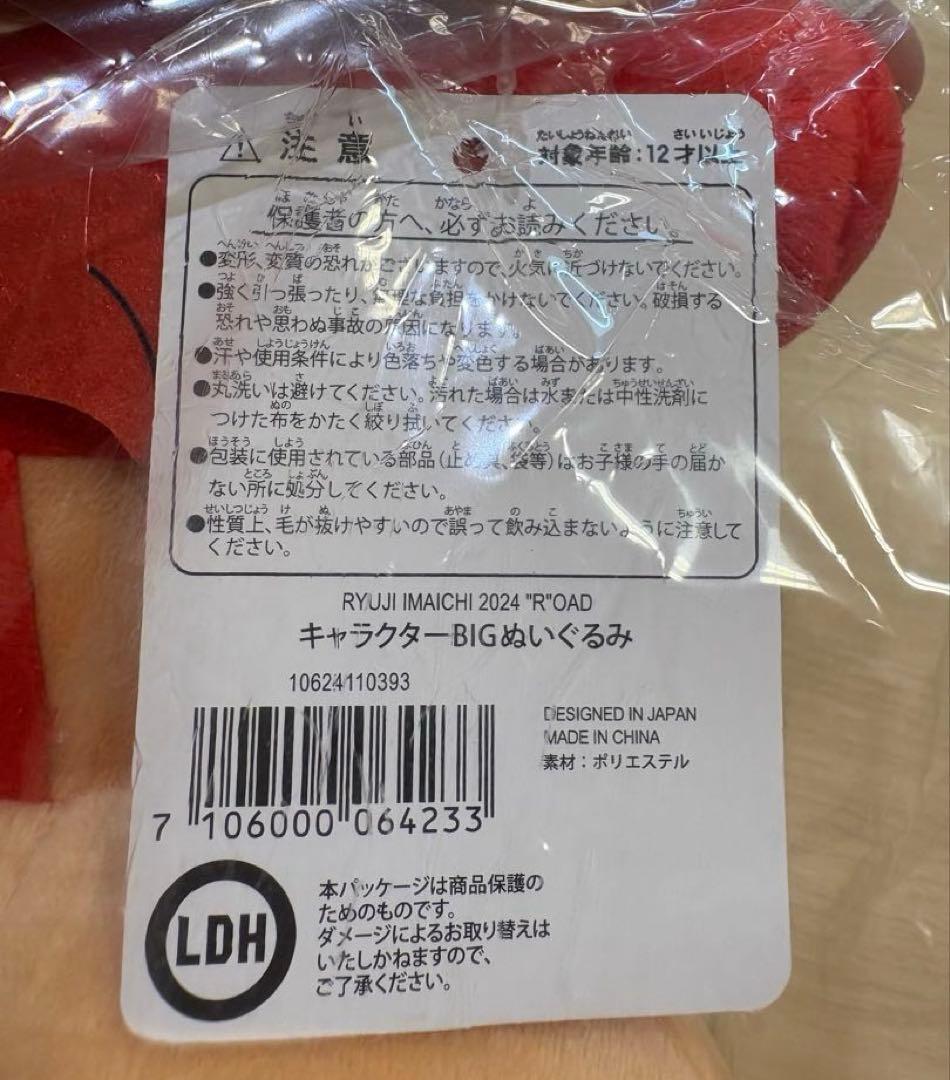 ⚠ 注意 対象年齢:12才以上
保護者の方へ、必ずお読みください。
●変形、変質の恐れがございますので、火気に近づけないでください。
●強く引っ張ったり、無理な負担をかけないでください。破損する
恐れや思わぬ事故の原因になります。
●汗や使用条件により色落ちや変色する場合があります。
●丸洗いは避けてください。汚れた場合は水または中性洗剤に
つけた布をかたく絞り拭いてください。
●包装に使用されている部品(止め具、袋等)はお子様の手の届か
ない所に処分してください。
●性質上、毛が抜けやすいので誤って飲み込まないように注意して
ください。
RYUJI IMAICHI 2024 "R"OAD
キャラクターBIGぬいぐるみ
10624110393
DESIGNED IN JAPAN
MADE IN CHINA
素材:ポリエステル
7 106000 064233
LDH
本パッケージは商品保護の
ためのものです。
ダメージによるお取り替えは
いたしかねますので、
ご了承ください。